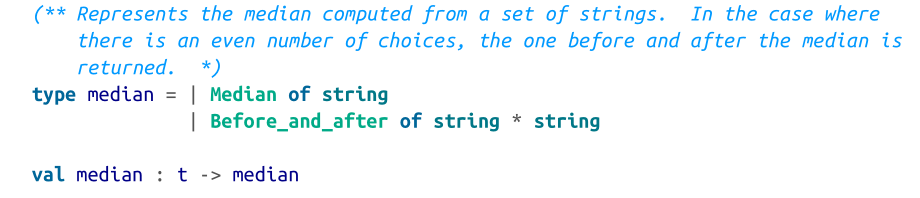 (** Represents the median computed from a set of strings.  In the case where
    there is an even number of choices, the one before and after the median is
    returned.  *)
type median = | Median of string
              | Before_and_after of string * string
val median : t -> median